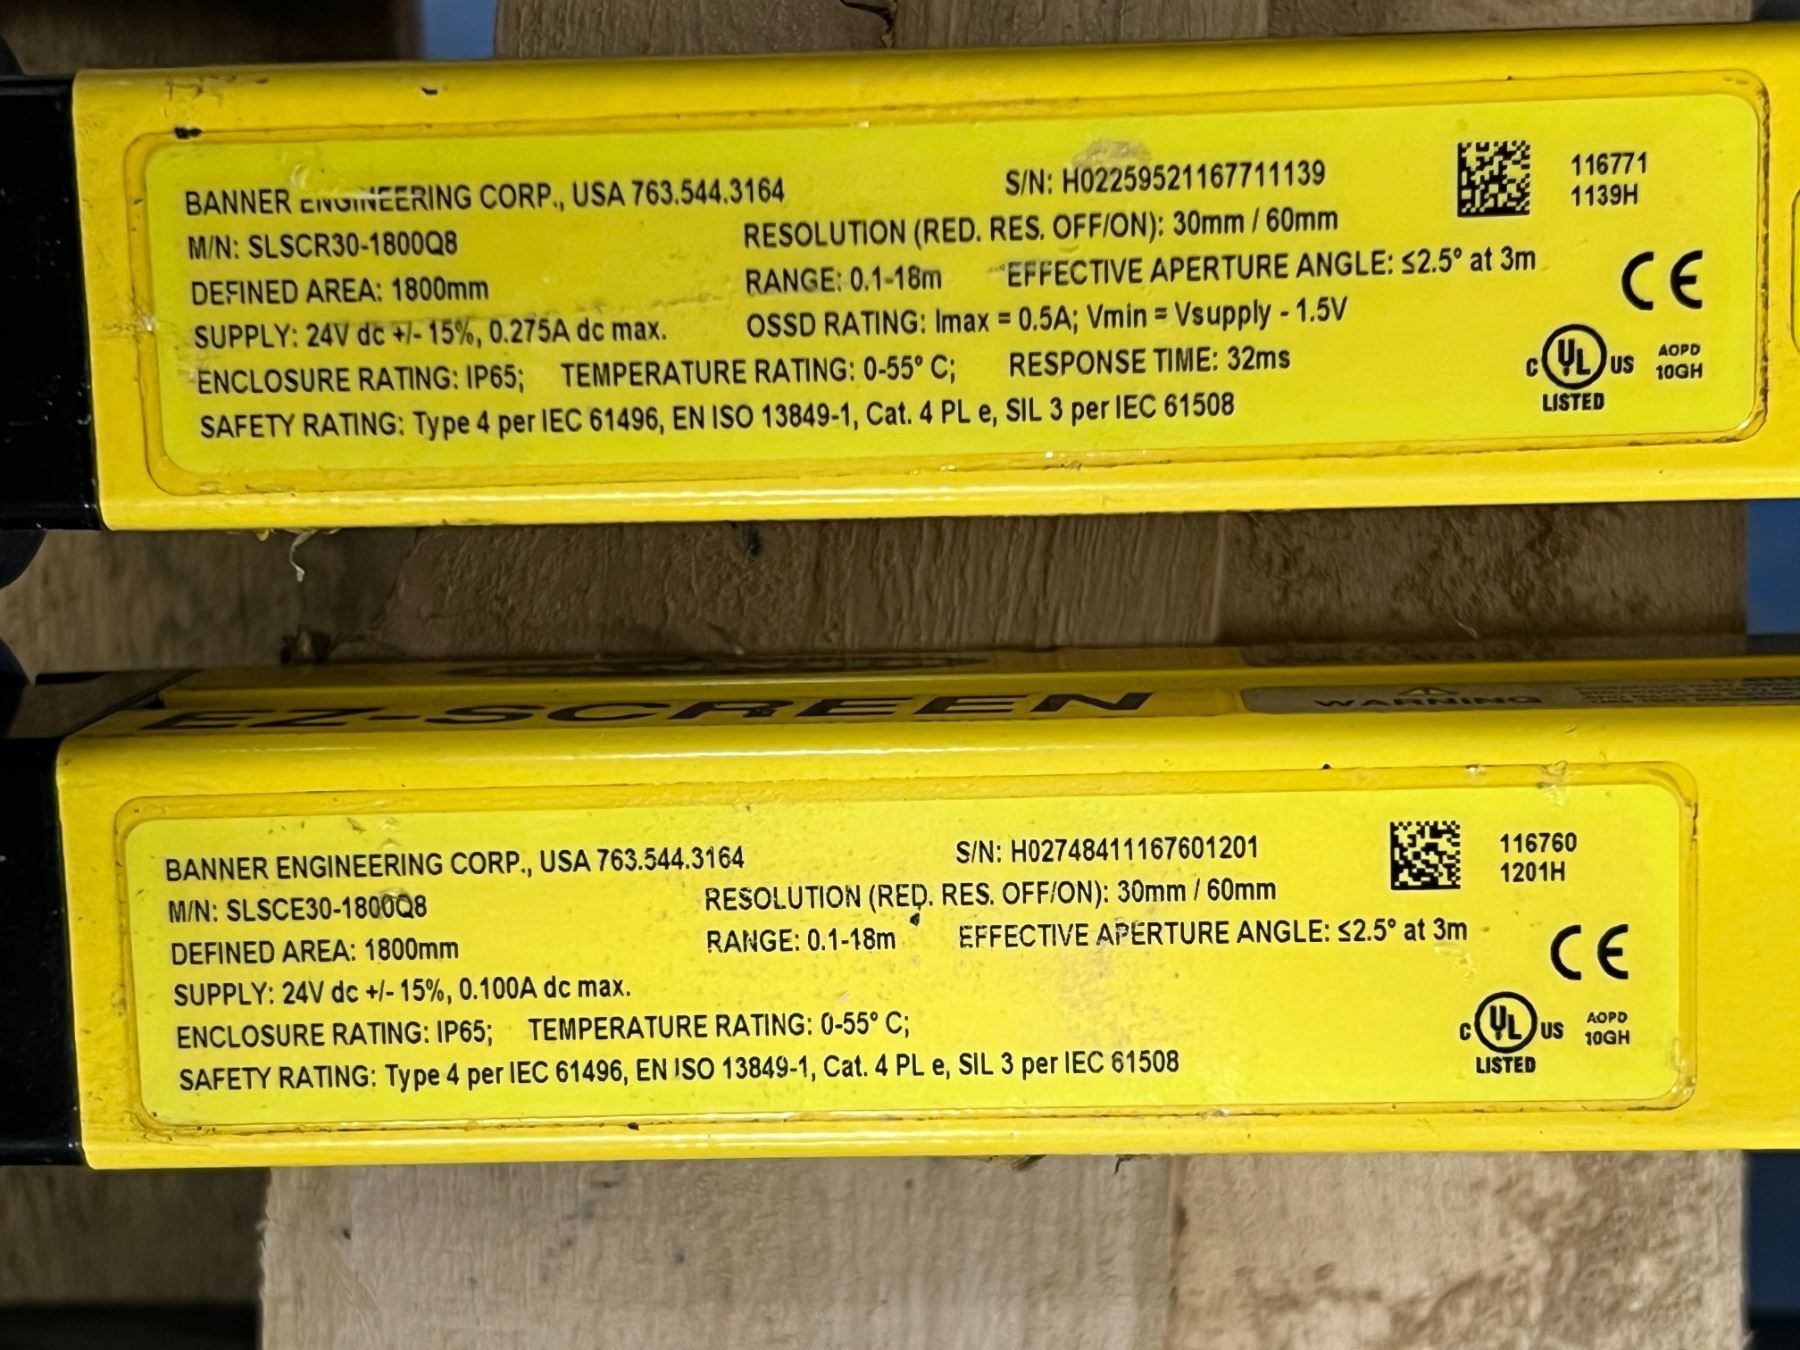 BANNER ENGINEERING CORP., USA 763.544.3164 S/N: H02259521167711139
116771
1139H
M/N: SLSCR30-1800Q8 RESOLUTION (RED. RES. OFF/ON): 30mm / 60mm
DEFINED AREA: 1800mm RANGE: 0.1-18m EFFECTIVE APERTURE ANGLE: ≤2.5° at 3m
CE
SUPPLY: 24V dc +/- 15%, 0.275A dc max. OSSD RATING: Imax = 0.5A; Vmin = Vsupply - 1.5V
ENCLOSURE RATING: IP65; TEMPERATURE RATING: 0-55° C; RESPONSE TIME: 32ms
C UL US
LISTED
AOPD
10GH
SAFETY RATING: Type 4 per IEC 61496, EN ISO 13849-1, Cat. 4 PL e, SIL 3 per IEC 61508
EZ-SCREEN
WARNING
BANNER ENGINEERING CORP., USA 763.544.3164 S/N: H02748411167601201
116760
1201H
M/N: SLSCE30-1800Q8 RESOLUTION (RED. RES. OFF/ON): 30mm / 60mm
DEFINED AREA: 1800mm RANGE: 0.1-18m EFFECTIVE APERTURE ANGLE: ≤2.5° at 3m
CE
SUPPLY: 24V dc +/- 15%, 0.100A dc max.
ENCLOSURE RATING: IP65; TEMPERATURE RATING: 0-55° C;
C UL US
LISTED
AOPD
10GH
SAFETY RATING: Type 4 per IEC 61496, EN ISO 13849-1, Cat. 4 PL e, SIL 3 per IEC 61508